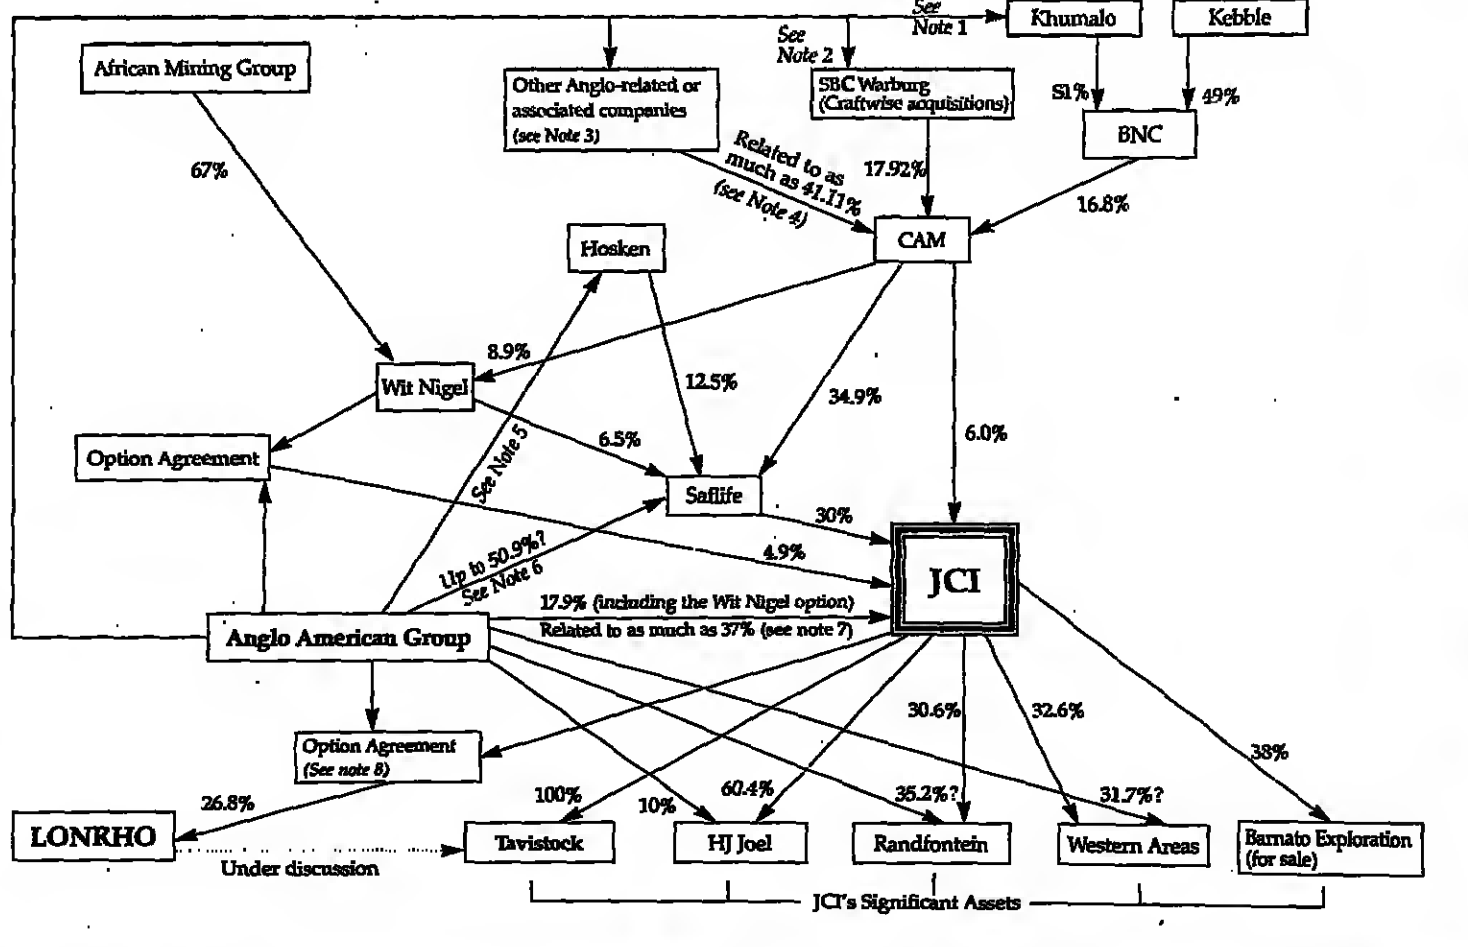 See
Note 1
Khumalo
Kebble
See
Note 2
African Mining Group
Other Anglo-related or
associated companies
(see Note 3)
SBC Warburg
(Craftwise acquisitions)
51%
49%
BNC
67%
Related to as
much as 41.11%
(see Note 4)
17.92%
16.8%
Hosken
CAM
8.9%
Wit Nigel
12.5%
34.9%
6.5%
6.0%
Option Agreement
See Note 5
Saflife
30%
Up to 50.9%?
See Note 6
4.9%
JCI
17.9% (including the Wit Nigel option)
Related to as much as 37% (see note 7)
Anglo American Group
30.6%
32.6%
Option Agreement
(See note 8)
38%
26.8%
100%
10%
60.4%
35.2%?
31.7%?
LONRHO
Under discussion
Tavistock
HJ Joel
Randfontein
Western Areas
Barnato Exploration
(for sale)
JCI's Significant Assets